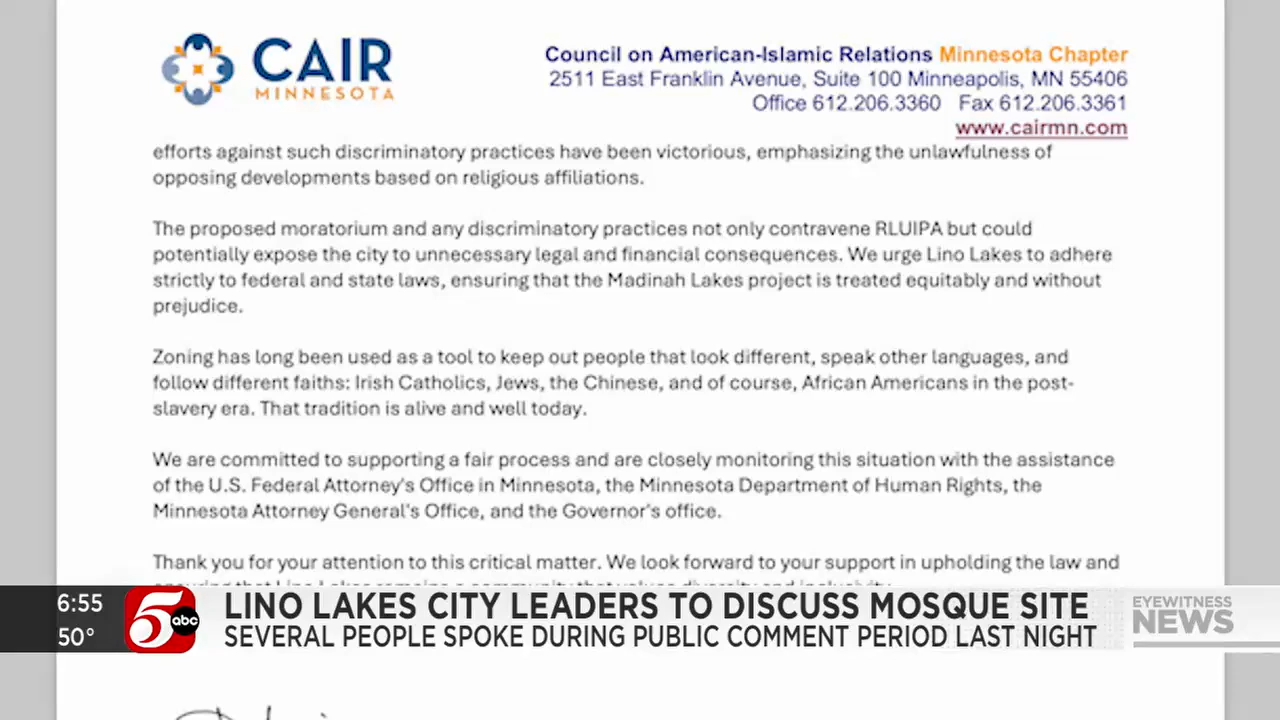 CAIR
MINNESOTA
Council on American-Islamic Relations Minnesota Chapter
2511 East Franklin Avenue, Suite 100 Minneapolis, MN 55406
Office 612.206.3360 Fax 612.206.3361
www.cairmn.com
efforts against such discriminatory practices have been victorious, emphasizing the unlawfulness of
opposing developments based on religious affiliations.
The proposed moratorium and any discriminatory practices not only contravene RLUIPA but could
potentially expose the city to unnecessary legal and financial consequences. We urge Lino Lakes to adhere
strictly to federal and state laws, ensuring that the Madinah Lakes project is treated equitably and without
prejudice.
Zoning has long been used as a tool to keep out people that look different, speak other languages, and
follow different faiths: Irish Catholics, Jews, the Chinese, and of course, African Americans in the post-
slavery era. That tradition is alive and well today.
We are committed to supporting a fair process and are closely monitoring this situation with the assistance
of the U.S. Federal Attorney's Office in Minnesota, the Minnesota Department of Human Rights, the
Minnesota Attorney General's Office, and the Governor's office.
Thank you for your attention to this critical matter. We look forward to your support in upholding the law and
ensuring that Lino Lakes remains a community that values diversity and inclusivity.
6:55
50°
5
abc
LINO LAKES CITY LEADERS TO DISCUSS MOSQUE SITE
SEVERAL PEOPLE SPOKE DURING PUBLIC COMMENT PERIOD LAST NIGHT
EYEWITNESS
NEWS